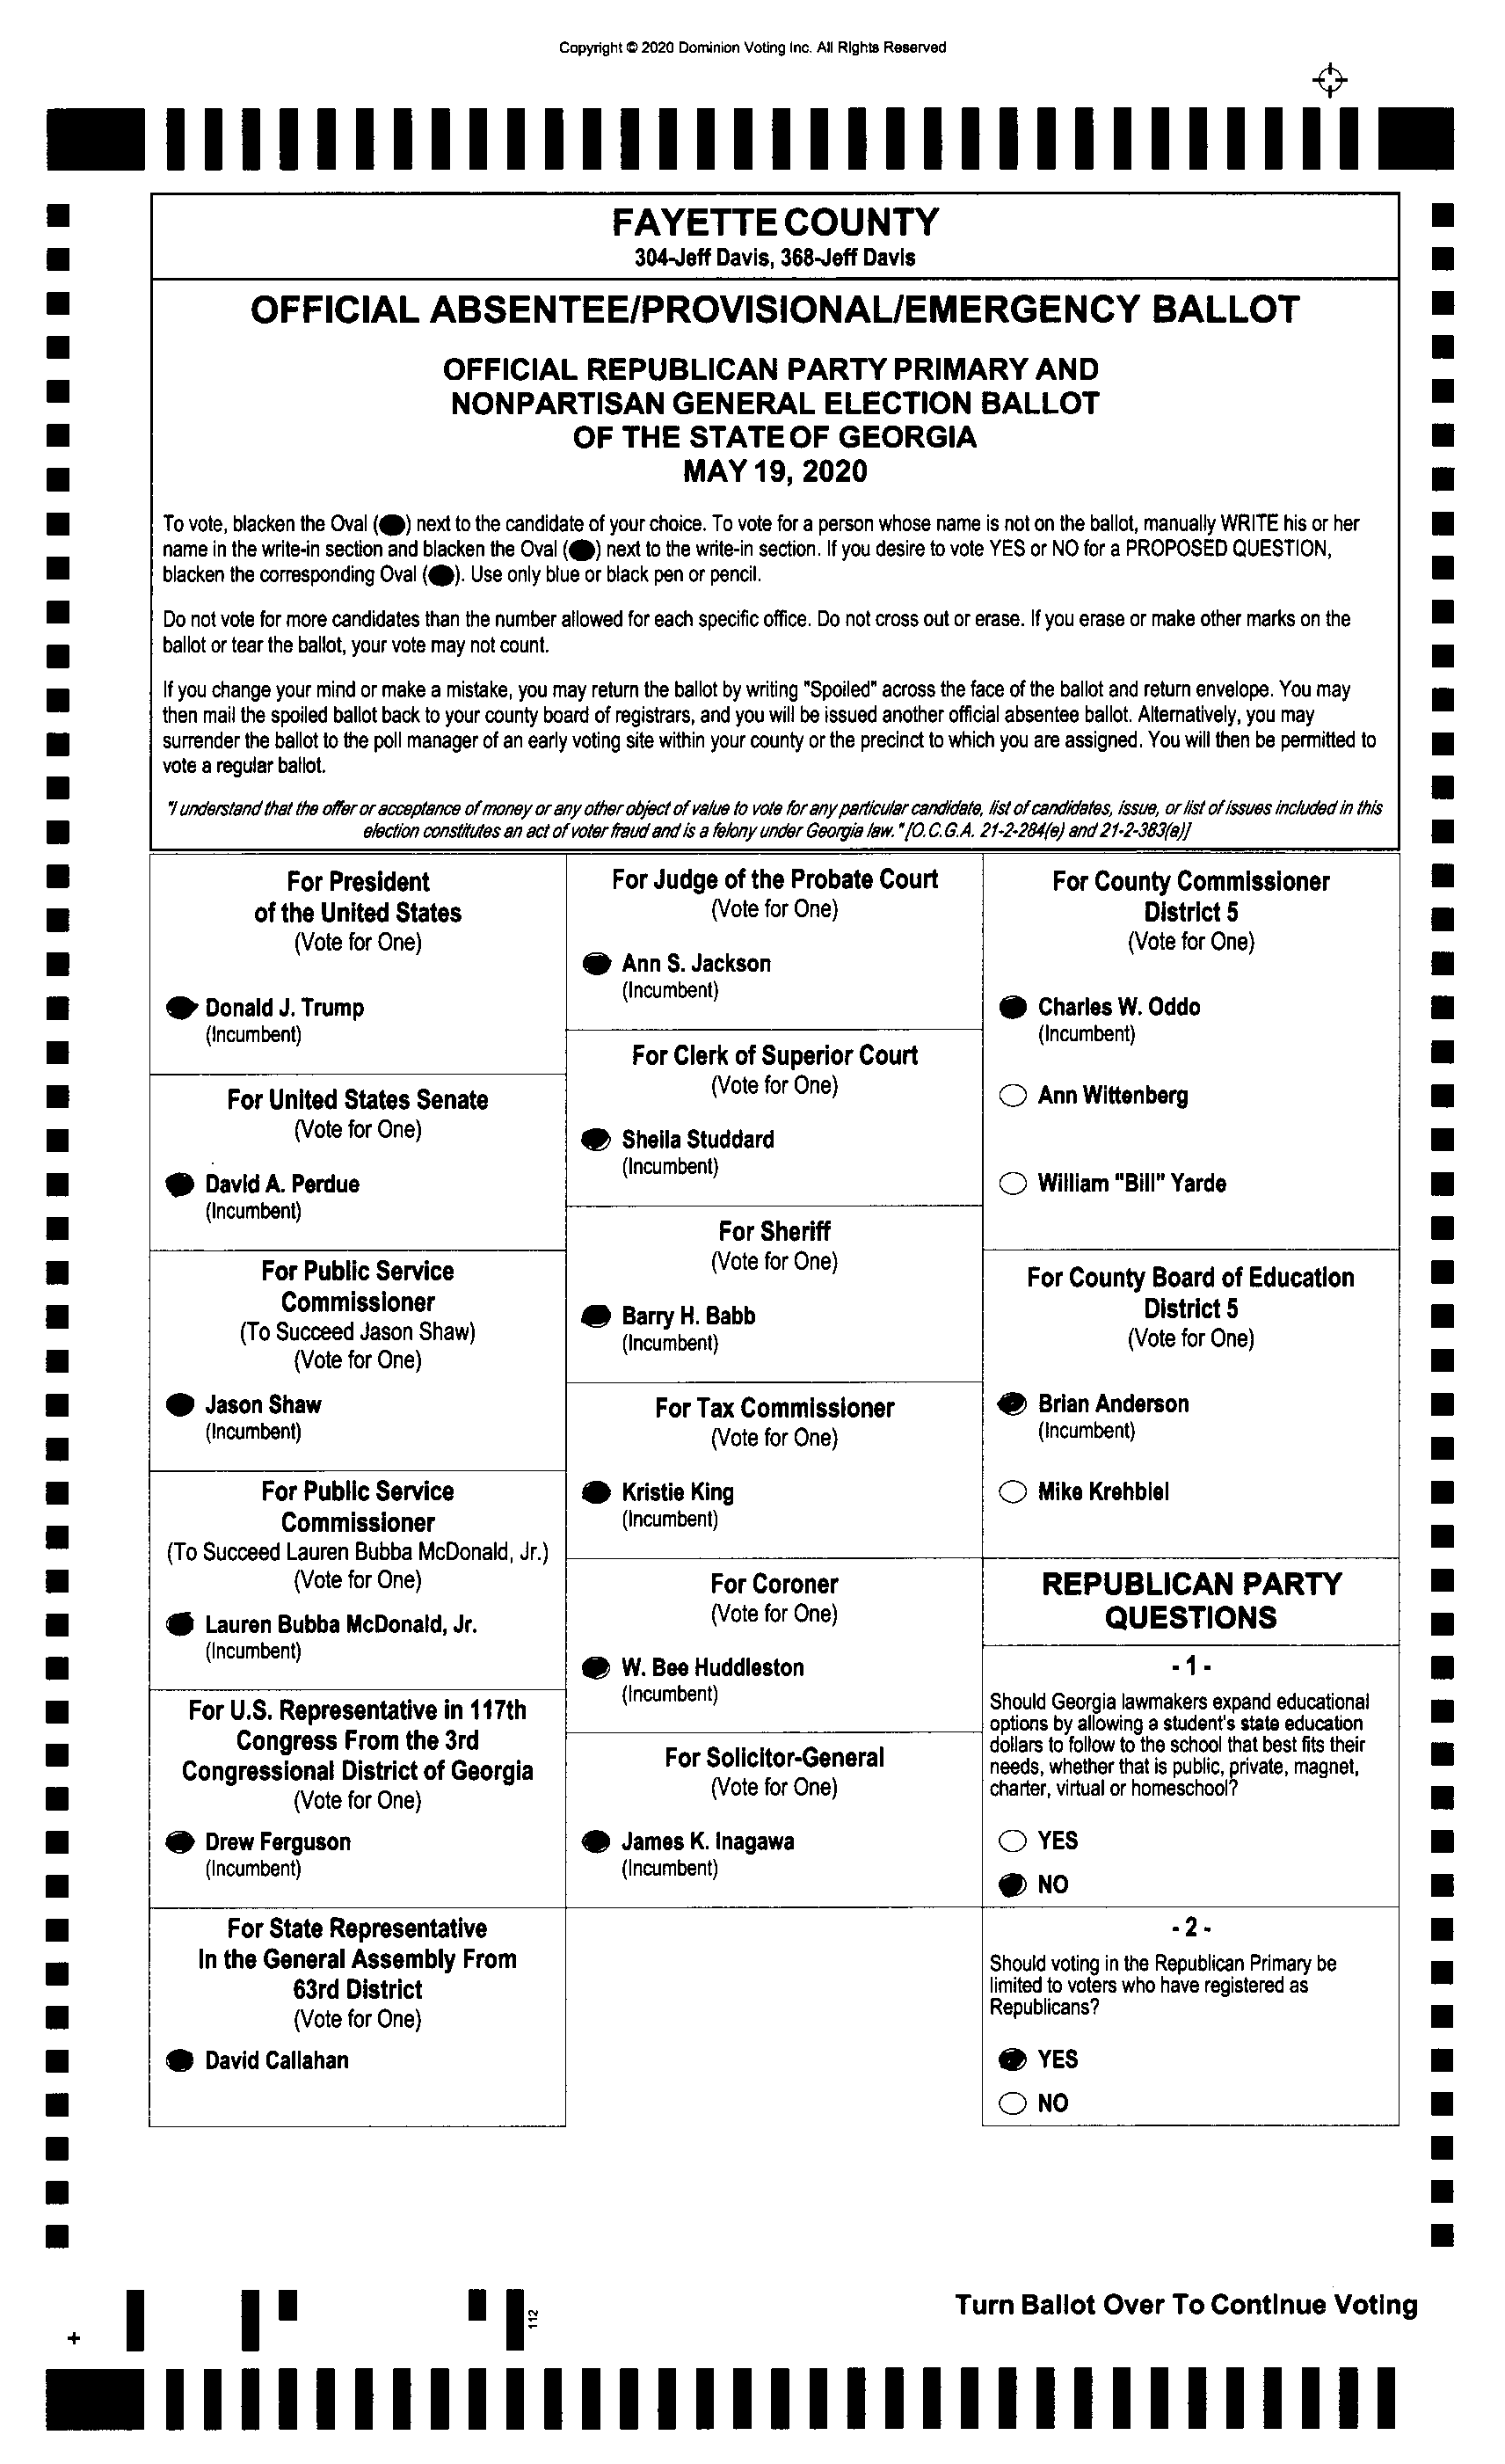 Copyright © 2020 Dominion Voting Inc. All Rights Reserved
FAYETTE COUNTY
304-Jeff Davis, 368-Jeff Davis
OFFICIAL ABSENTEE/PROVISIONAL/EMERGENCY BALLOT
OFFICIAL REPUBLICAN PARTY PRIMARY AND
NONPARTISAN GENERAL ELECTION BALLOT
OF THE STATE OF GEORGIA
MAY 19, 2020
To vote, blacken the Oval ( ) next to the candidate of your choice. To vote for a person whose name is not on the ballot, manually WRITE his or her
name in the write-in section and blacken the Oval ( ) next to the write-in section. If you desire to vote YES or NO for a PROPOSED QUESTION,
blacken the corresponding Oval ( ). Use only blue or black pen or pencil.
Do not vote for more candidates than the number allowed for each specific office. Do not cross out or erase. If you erase or make other marks on the
ballot or tear the ballot, your vote may not count.
If you change your mind or make a mistake, you may return the ballot by writing "Spoiled" across the face of the ballot and return envelope. You may
then mail the spoiled ballot back to your county board of registrars, and you will be issued another official absentee ballot. Alternatively, you may
surrender the ballot to the poll manager of an early voting site within your county or the precinct to which you are assigned. You will then be permitted to
vote a regular ballot.
"I understand that the offer or acceptance of money or any other object of value to vote for any particular candidate, list of candidates, issue, or list of issues included in this
election constitutes an act of voter fraud and is a felony under Georgia law." [O.C.G.A. 21-2-284(e) and 21-2-383(a)]
For President
of the United States
(Vote for One)
Donald J. Trump
(Incumbent)
For United States Senate
(Vote for One)
David A. Perdue
(Incumbent)
For Public Service
Commissioner
(To Succeed Jason Shaw)
(Vote for One)
Jason Shaw
(Incumbent)
For Public Service
Commissioner
(To Succeed Lauren Bubba McDonald, Jr.)
(Vote for One)
Lauren Bubba McDonald, Jr.
(Incumbent)
For U.S. Representative in 117th
Congress From the 3rd
Congressional District of Georgia
(Vote for One)
Drew Ferguson
(Incumbent)
For State Representative
In the General Assembly From
63rd District
(Vote for One)
David Callahan
For Judge of the Probate Court
(Vote for One)
Ann S. Jackson
(Incumbent)
For Clerk of Superior Court
(Vote for One)
Sheila Studdard
(Incumbent)
For Sheriff
(Vote for One)
Barry H. Babb
(Incumbent)
For Tax Commissioner
(Vote for One)
Kristie King
(Incumbent)
For Coroner
(Vote for One)
W. Bee Huddleston
(Incumbent)
For Solicitor-General
(Vote for One)
James K. Inagawa
(Incumbent)
For County Commissioner
District 5
(Vote for One)
Charles W. Oddo
(Incumbent)
Ann Wittenberg
William "Bill" Yarde
For County Board of Education
District 5
(Vote for One)
Brian Anderson
(Incumbent)
Mike Krehbiel
REPUBLICAN PARTY
QUESTIONS
- 1 -
Should Georgia lawmakers expand educational
options by allowing a student's state education
dollars to follow to the school that best fits their
needs, whether that is public, private, magnet,
charter, virtual or homeschool?
YES
NO
- 2 -
Should voting in the Republican Primary be
limited to voters who have registered as
Republicans?
YES
NO
Turn Ballot Over To Continue Voting
112
+